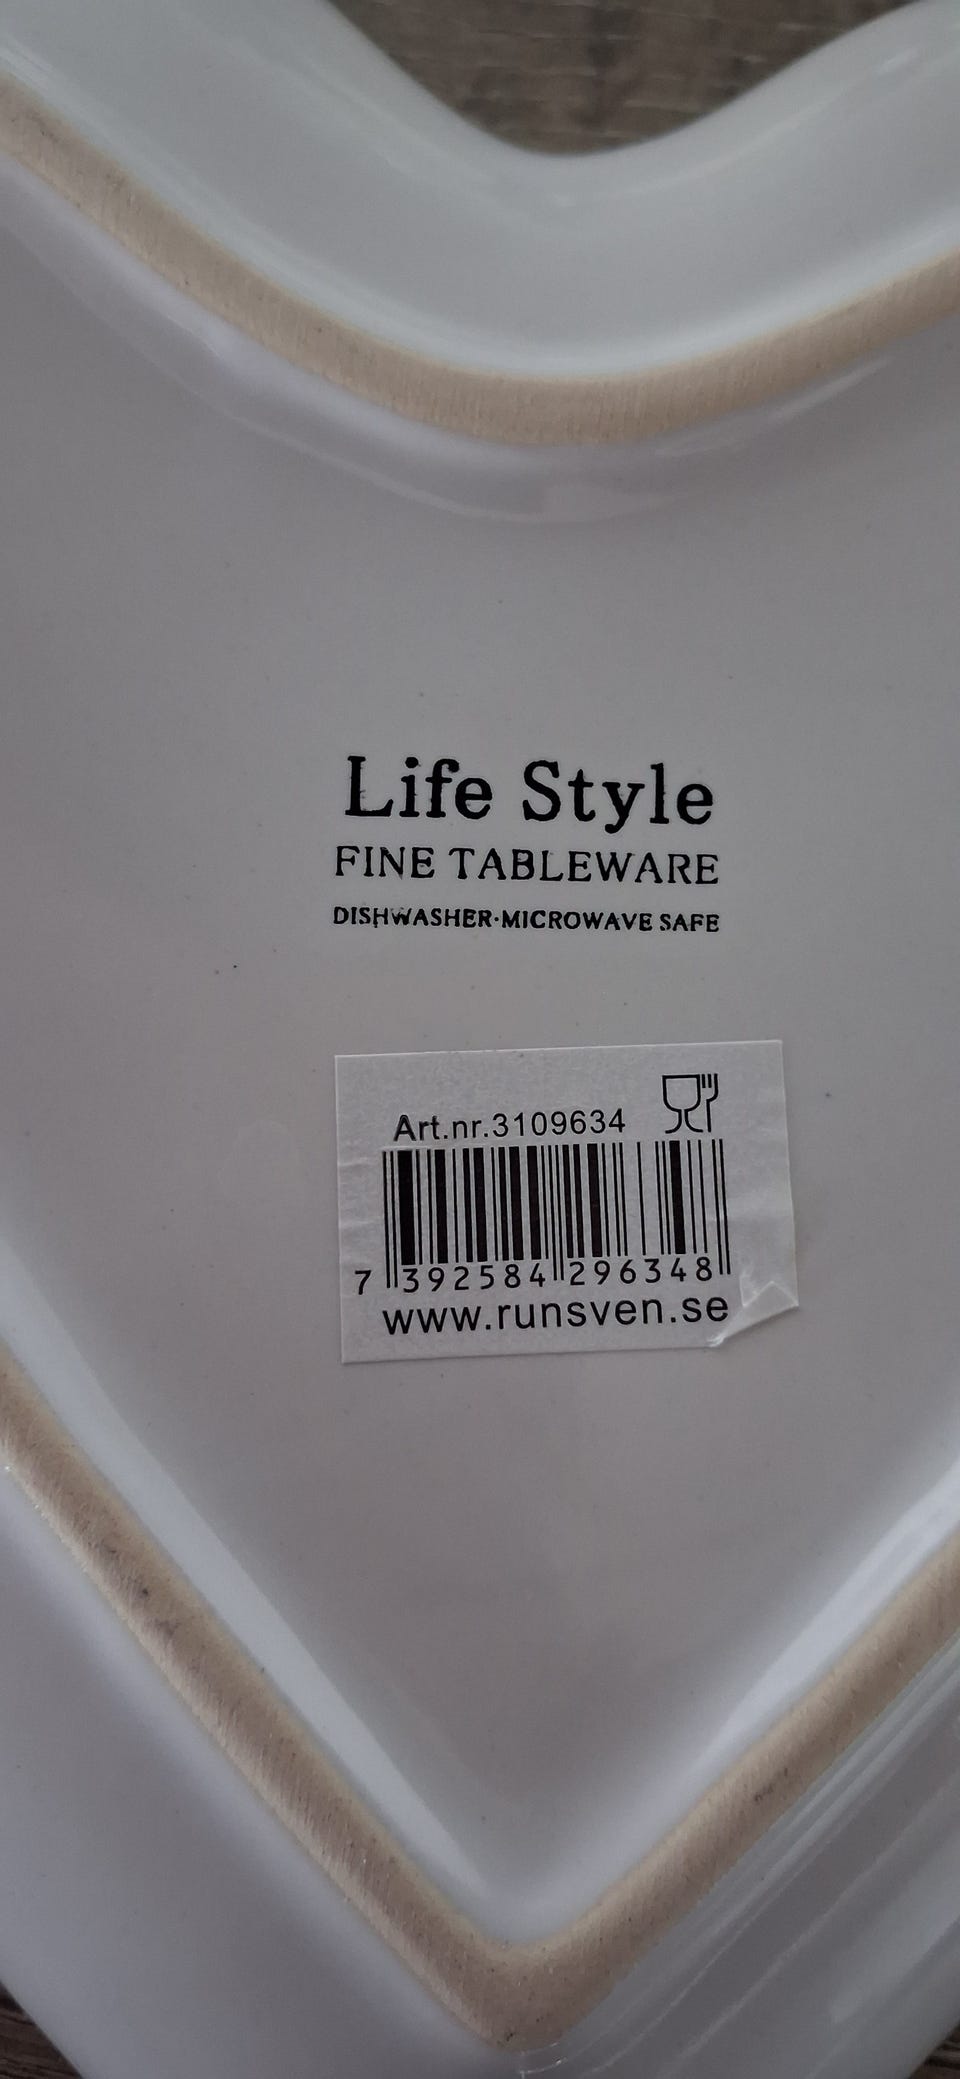 Life Style
FINE TABLEWARE
DISHWASHER·MICROWAVE SAFE
Art.nr.3109634
7 392584 296348
www.runsven.se